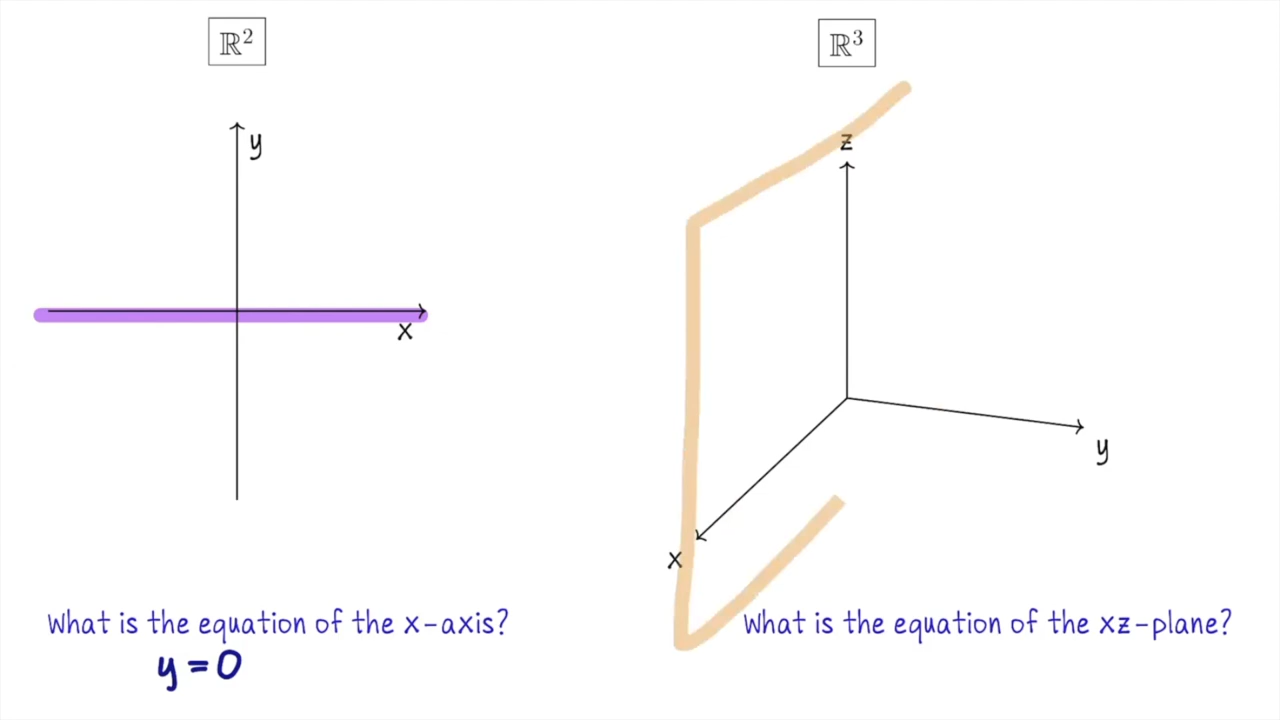 ℝ²
y
x
What is the equation of the x-axis?
y = 0
ℝ³
z
y
x
What is the equation of the xz-plane?